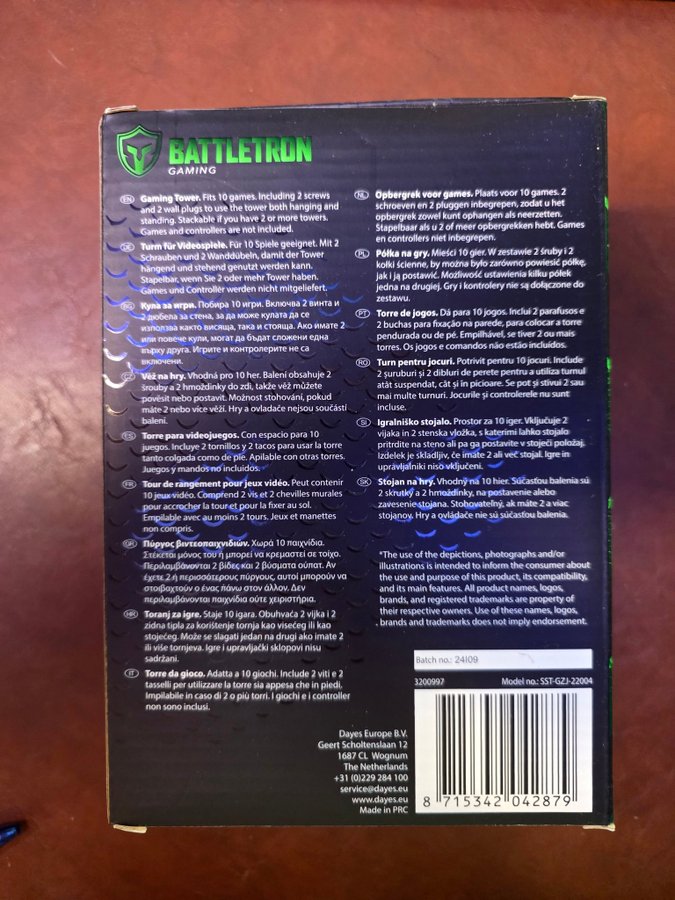 BATTLETRON
GAMING
EN Gaming Tower. Fits 10 games. Including 2 screws
and 2 wall plugs to use the tower both hanging and
standing. Stackable if you have 2 or more towers.
Games and controllers are not included.
DE Turm für Videospiele. Für 10 Spiele geeignet. Mit 2
Schrauben und 2 Wanddübeln, damit der Tower
hängend und stehend genutzt werden kann.
Stapelbar, wenn Sie 2 oder mehr Tower haben.
Games und Controller werden nicht mitgeliefert.
BG Кула за игри. Побира 10 игри. Включва 2 винта и
2 дюбела за стена, за да може кулата да се
използва както висяща, така и стояща. Ако имате 2
или повече кули, могат да бъдат сложени една
върху друга. Игрите и контролерите не са
включени.
CZ Věž na hry. Vhodná pro 10 her. Balení obsahuje 2
šrouby a 2 hmoždinky do zdi, takže věž můžete
pověsit nebo postavit. Možnost stohování, pokud
máte 2 nebo více věží. Hry a ovladače nejsou součástí
balení.
ES Torre para videojuegos. Con espacio para 10
juegos. Incluye 2 tornillos y 2 tacos para usar la torre
tanto colgada como de pie. Apilable con otras torres.
Juegos y mandos no incluidos.
FR Tour de rangement pour jeux vidéo. Peut contenir
10 jeux vidéo. Comprend 2 vis et 2 chevilles murales
pour accrocher la tour et pour la fixer au sol.
Empilable avec au moins 2 tours. Jeux et manettes
non compris.
GR Πύργος βιντεοπαιχνιδιών. Χωρά 10 παιχνίδια.
Στέκεται μόνος του ή μπορεί να κρεμαστεί σε τοίχο.
Περιλαμβάνονται 2 βίδες και 2 βύσματα ούπατ. Αν
έχετε 2 ή περισσότερους πύργους, αυτοί μπορούν να
στοιβαχτούν ο ένας πάνω στον άλλον. Δεν
περιλαμβάνονται παιχνίδια ούτε χειριστήρια.
HR Toranj za igre. Staje 10 igara. Obuhvaća 2 vijka i 2
zidna tipla za korištenje tornja kao visećeg ili kao
stojećeg. Može se slagati jedan na drugi ako imate 2
ili više tornjeva. Igre i upravljački sklopovi nisu
sadržani.
IT Torre da gioco. Adatta a 10 giochi. Include 2 viti e 2
tasselli per utilizzare la torre sia appesa che in piedi.
Impilabile in caso di 2 o più torri. I giochi e i controller
non sono inclusi.
NL Opbergrek voor games. Plaats voor 10 games. 2
schroeven en 2 pluggen inbegrepen, zodat u het
opbergrek zowel kunt ophangen als neerzetten.
Stapelbaar als u 2 of meer opbergrekken hebt. Games
en controllers niet inbegrepen.
PL Półka na gry. Mieści 10 gier. W zestawie 2 śruby i 2
kołki ścienne, by można było zarówno powiesić półkę,
jak i ją postawić. Możliwość ustawienia kilku półek
jedna na drugiej. Gry i kontrolery nie są dołączone do
zestawu.
PT Torre de jogos. Dá para 10 jogos. Inclui 2 parafusos e
2 buchas para fixação na parede, para colocar a torre
pendurada ou de pé. Empilhável, se tiver 2 ou mais
torres. Os jogos e comandos não estão incluídos.
RO Turn pentru jocuri. Potrivit pentru 10 jocuri. Include
2 șuruburi și 2 dibluri de perete pentru a utiliza turnul
atât suspendat, cât și în picioare. Se pot și stivui 2 sau
mai multe turnuri. Jocurile și controlerele nu sunt
incluse.
SI Igralniško stojalo. Prostor za 10 iger. Vključuje 2
vijaka in 2 stenska vložka, s katerimi lahko stojalo
pritrdite na steno ali pa ga postavite v stoječi položaj.
Izdelek je skladljiv, če imate 2 ali več stojal. Igre in
upravljalniki niso vključeni.
SK Stojan na hry. Vhodný na 10 hier. Súčasťou balenia sú
2 skrutky a 2 hmoždinky, na postavenie alebo
zavesenie stojana. Stohovateľný, ak máte 2 a viac
stojanov. Hry a ovládače nie sú súčasťou balenia.
*The use of the depictions, photographs and/or
illustrations is intended to inform the consumer about
the use and purpose of this product, its compatibility,
and its main features. All product names, logos,
brands, and registered trademarks are property of
their respective owners. Use of these names, logos,
brands and trademarks does not imply endorsement.
Batch no.: 24I09
3200997 Model no.: SST-GZJ-22004
8 715342 042879
Dayes Europe B.V.
Geert Scholtenslaan 12
1687 CL Wognum
The Netherlands
+31 (0)229 284 100
service@dayes.eu
www.dayes.eu
Made in PRC